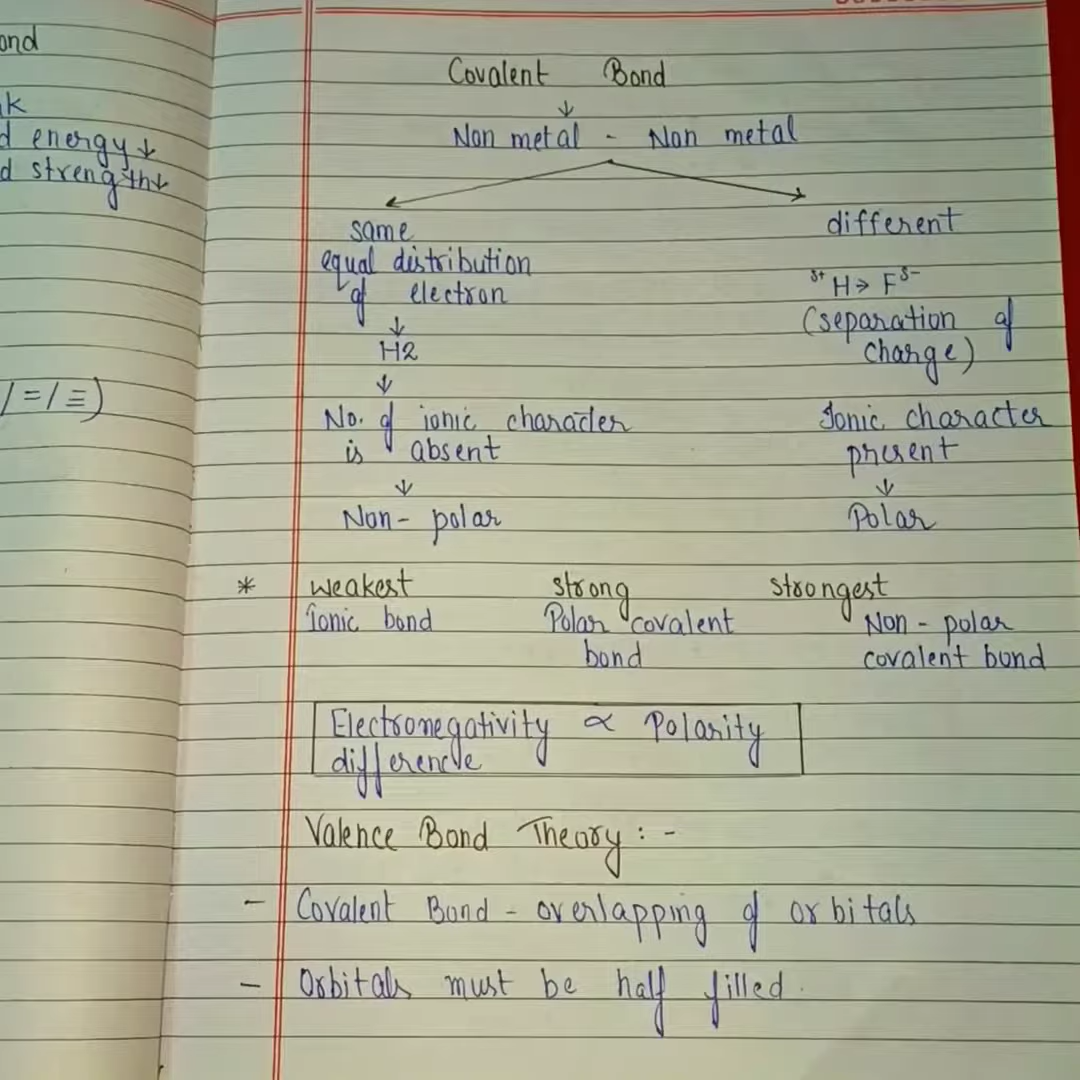 ond
k
d energy ↓
d strength↓
/ = / ≡)
Covalent Bond
↓
Non metal - Non metal
same
equal distribution
of electron
↓
H2
↓
No. of ionic character
is absent
↓
Non - polar
different
δ+ H > F δ-
(separation of
charge)
Ionic character
present
↓
Polar
* weakest strong strongest
Ionic bond Polar covalent Non - polar
bond covalent bond
Electronegativity ∝ Polarity
difference
Valence Bond Theory : -
- Covalent Bond - overlapping of orbitals
- Orbitals must be half filled.